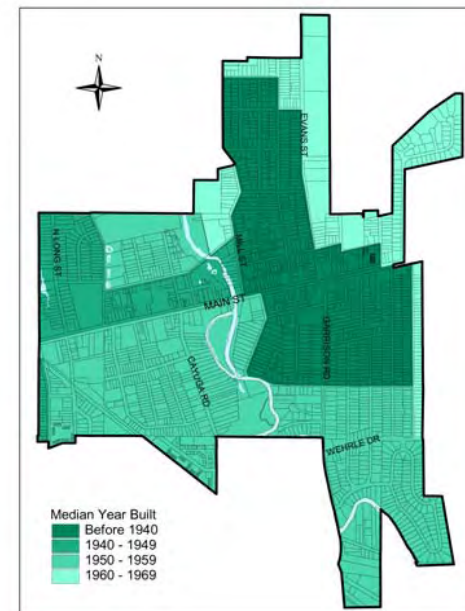 N
EVANS ST
N LONG ST
MILL ST
MAIN ST
GARRISON RD
CAYUGA RD
WEHRLE DR
Median Year Built
Before 1940
1940 - 1949
1950 - 1959
1960 - 1969